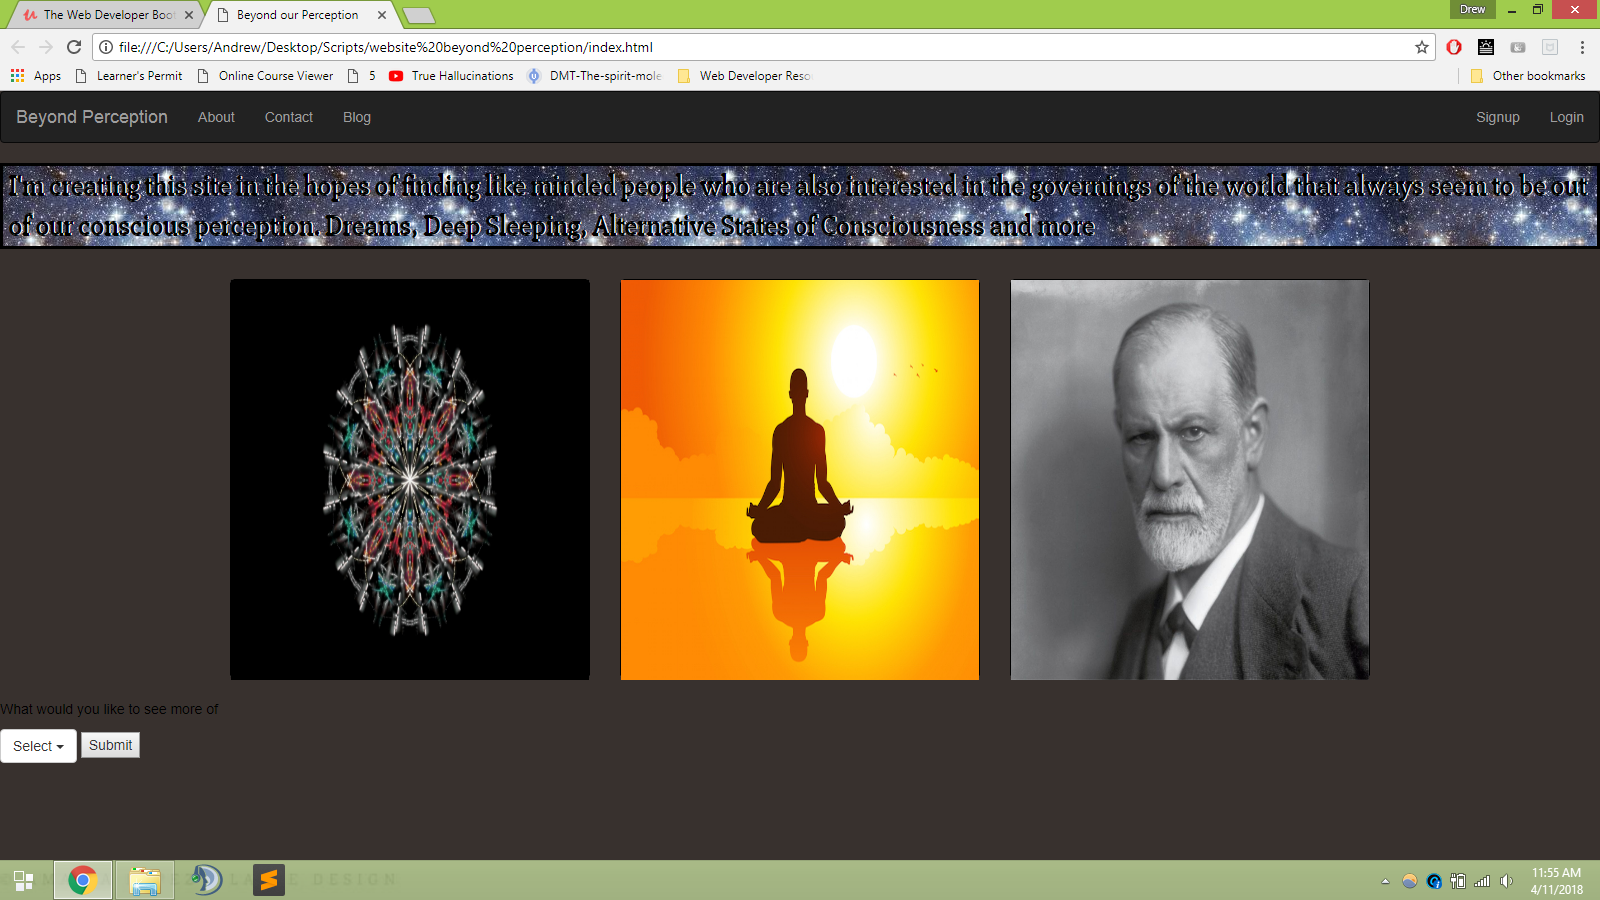 The Web Developer Boot
Beyond our Perception
Drew
file:///C:/Users/Andrew/Desktop/Scripts/website%20beyond%20perception/index.html
Apps Learner's Permit Online Course Viewer 5 True Hallucinations DMT-The-spirit-mole Web Developer Reso Other bookmarks
Beyond Perception About Contact Blog Signup Login
I'm creating this site in the hopes of finding like minded people who are also interested in the governings of the world that always seem to be out
of our conscious perception. Dreams, Deep Sleeping, Alternative States of Consciousness and more
What would you like to see more of
Select Submit
11:55 AM
4/11/2018